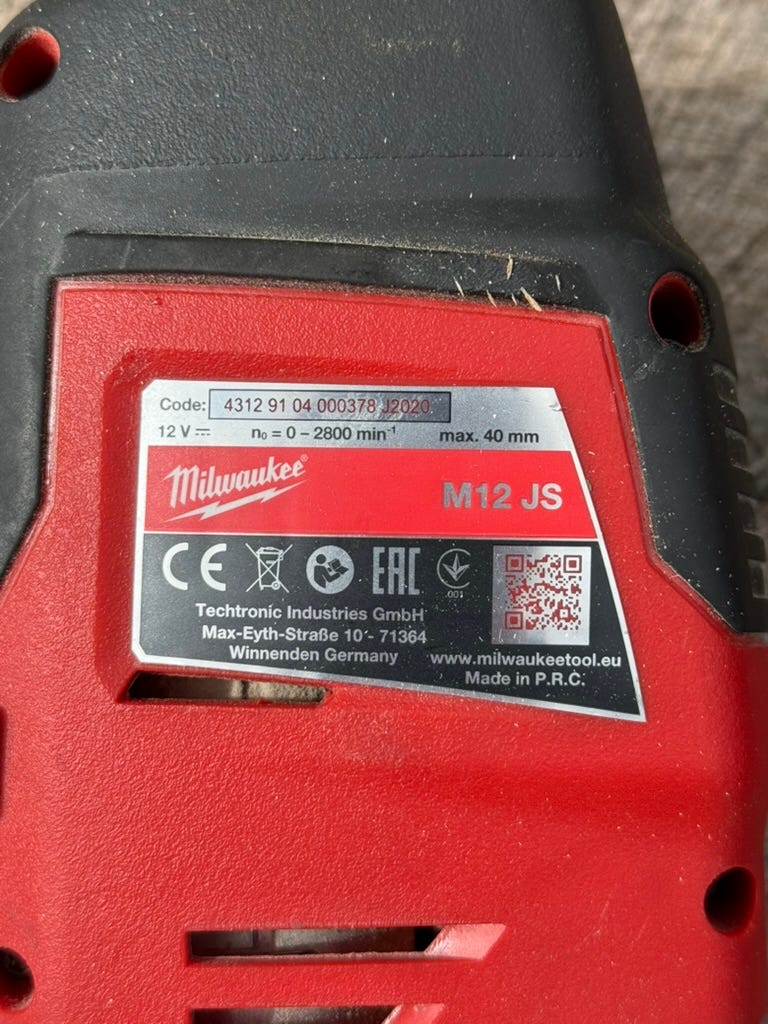 Code: 4312 91 04 000378 J2020
12 V n₀ = 0 – 2800 min⁻¹ max. 40 mm
Milwaukee®
M12 JS
CE EAC .001
Techtronic Industries GmbH
Max-Eyth-Straße 10 - 71364
Winnenden Germany
www.milwaukeetool.eu
Made in P.R.C.